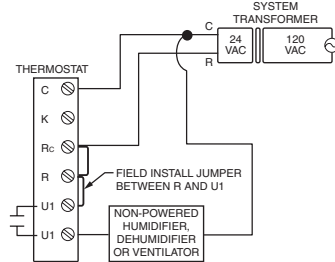 SYSTEM
TRANSFORMER
C
24
VAC
120
VAC
R
THERMOSTAT
C
K
Rc
R
FIELD INSTALL JUMPER
BETWEEN R AND U1
U1
U1
NON-POWERED
HUMIDIFIER,
DEHUMIDIFIER
OR VENTILATOR